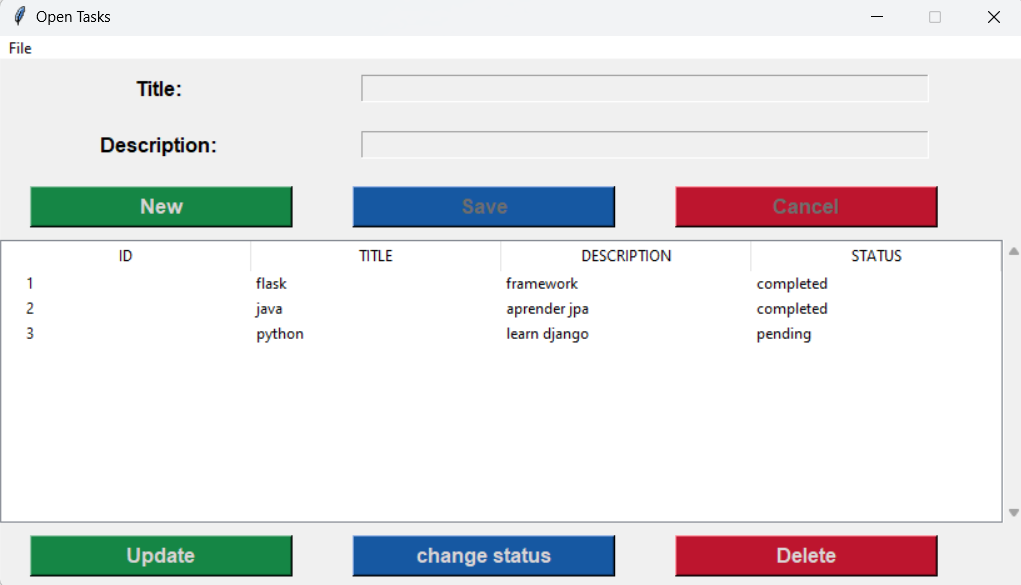 Open Tasks
File
Title:
Description:
New Save Cancel
ID TITLE DESCRIPTION STATUS
1 flask framework completed
2 java aprender jpa completed
3 python learn django pending
Update change status Delete